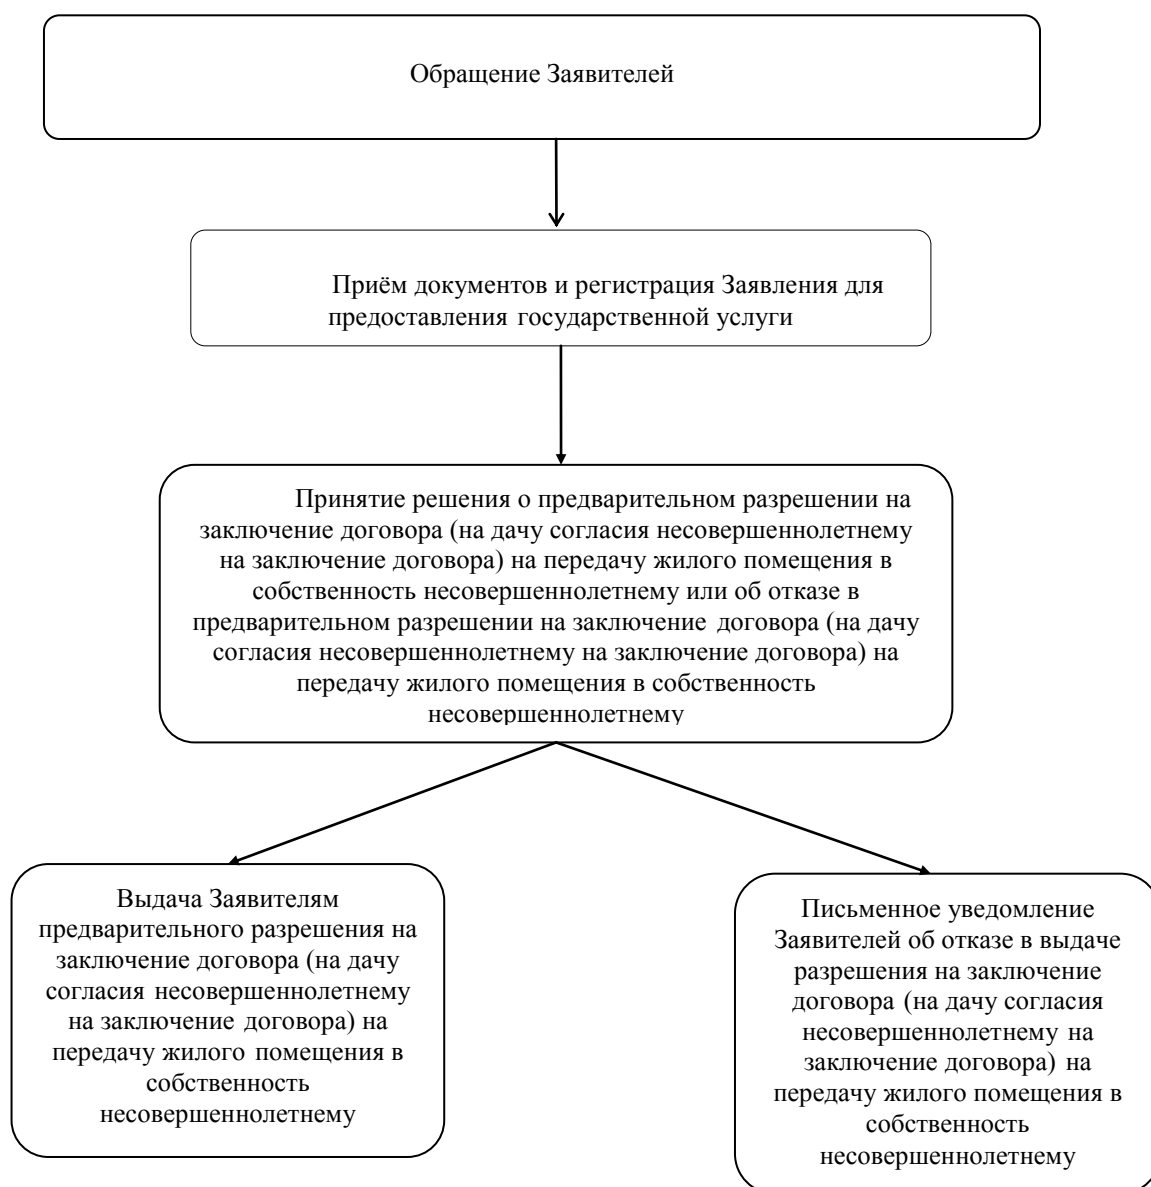 Обращение Заявителей
Приём документов и регистрация Заявления для
предоставления государственной услуги
Принятие решения о предварительном разрешении на
заключение договора (на дачу согласия несовершеннолетнему
на заключение договора) на передачу жилого помещения в
собственность несовершеннолетнему или об отказе в
предварительном разрешении на заключение договора (на дачу
согласия несовершеннолетнему на заключение договора) на
передачу жилого помещения в собственность
несовершеннолетнему
Выдача Заявителям
предварительного разрешения на
заключение договора (на дачу
согласия несовершеннолетнему
на заключение договора) на
передачу жилого помещения в
собственность
несовершеннолетнему
Письменное уведомление
Заявителей об отказе в выдаче
разрешения на заключение
договора (на дачу согласия
несовершеннолетнему на
заключение договора) на
передачу жилого помещения в
собственность
несовершеннолетнему